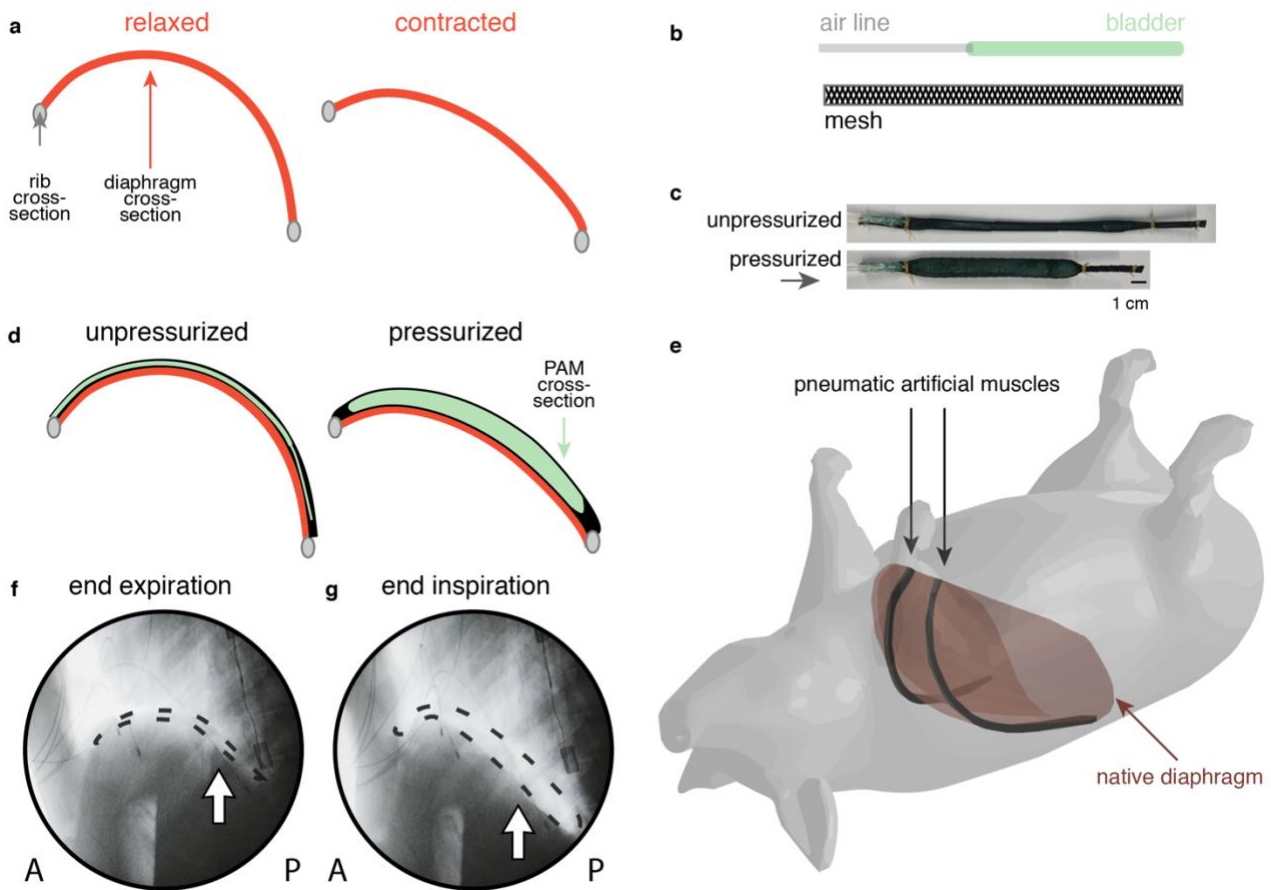 a
relaxed
contracted
rib
cross-
section
diaphragm
cross-
section
b
air line
bladder
mesh
c
unpressurized
pressurized
1 cm
d
unpressurized
pressurized
PAM
cross-
section
e
pneumatic artificial muscles
native diaphragm
f
end expiration
A
P
g
end inspiration
A
P